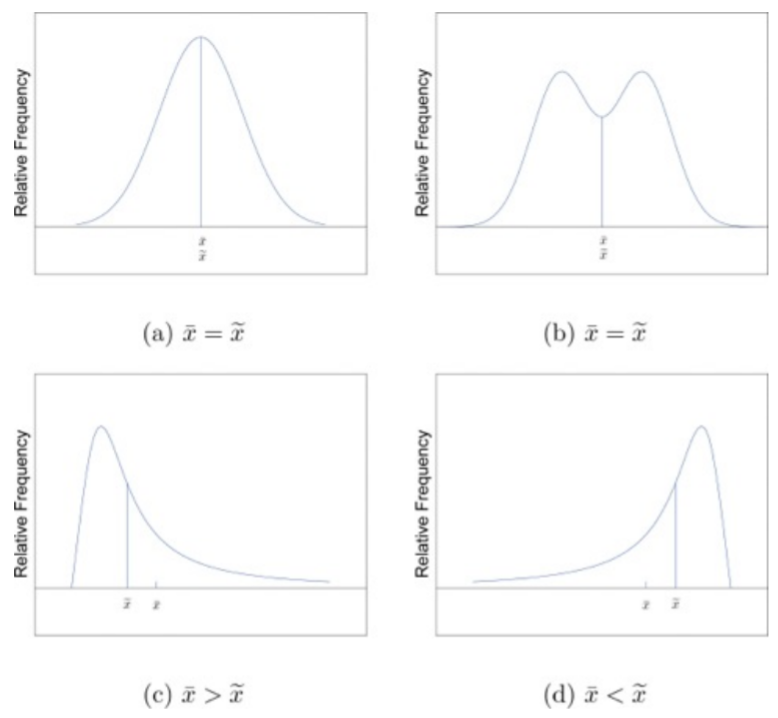 Relative Frequency
Relative Frequency
(a) x̄ = x̃
(b) x̄ = x̃
Relative Frequency
Relative Frequency
(c) x̄ > x̃
(d) x̄ < x̃